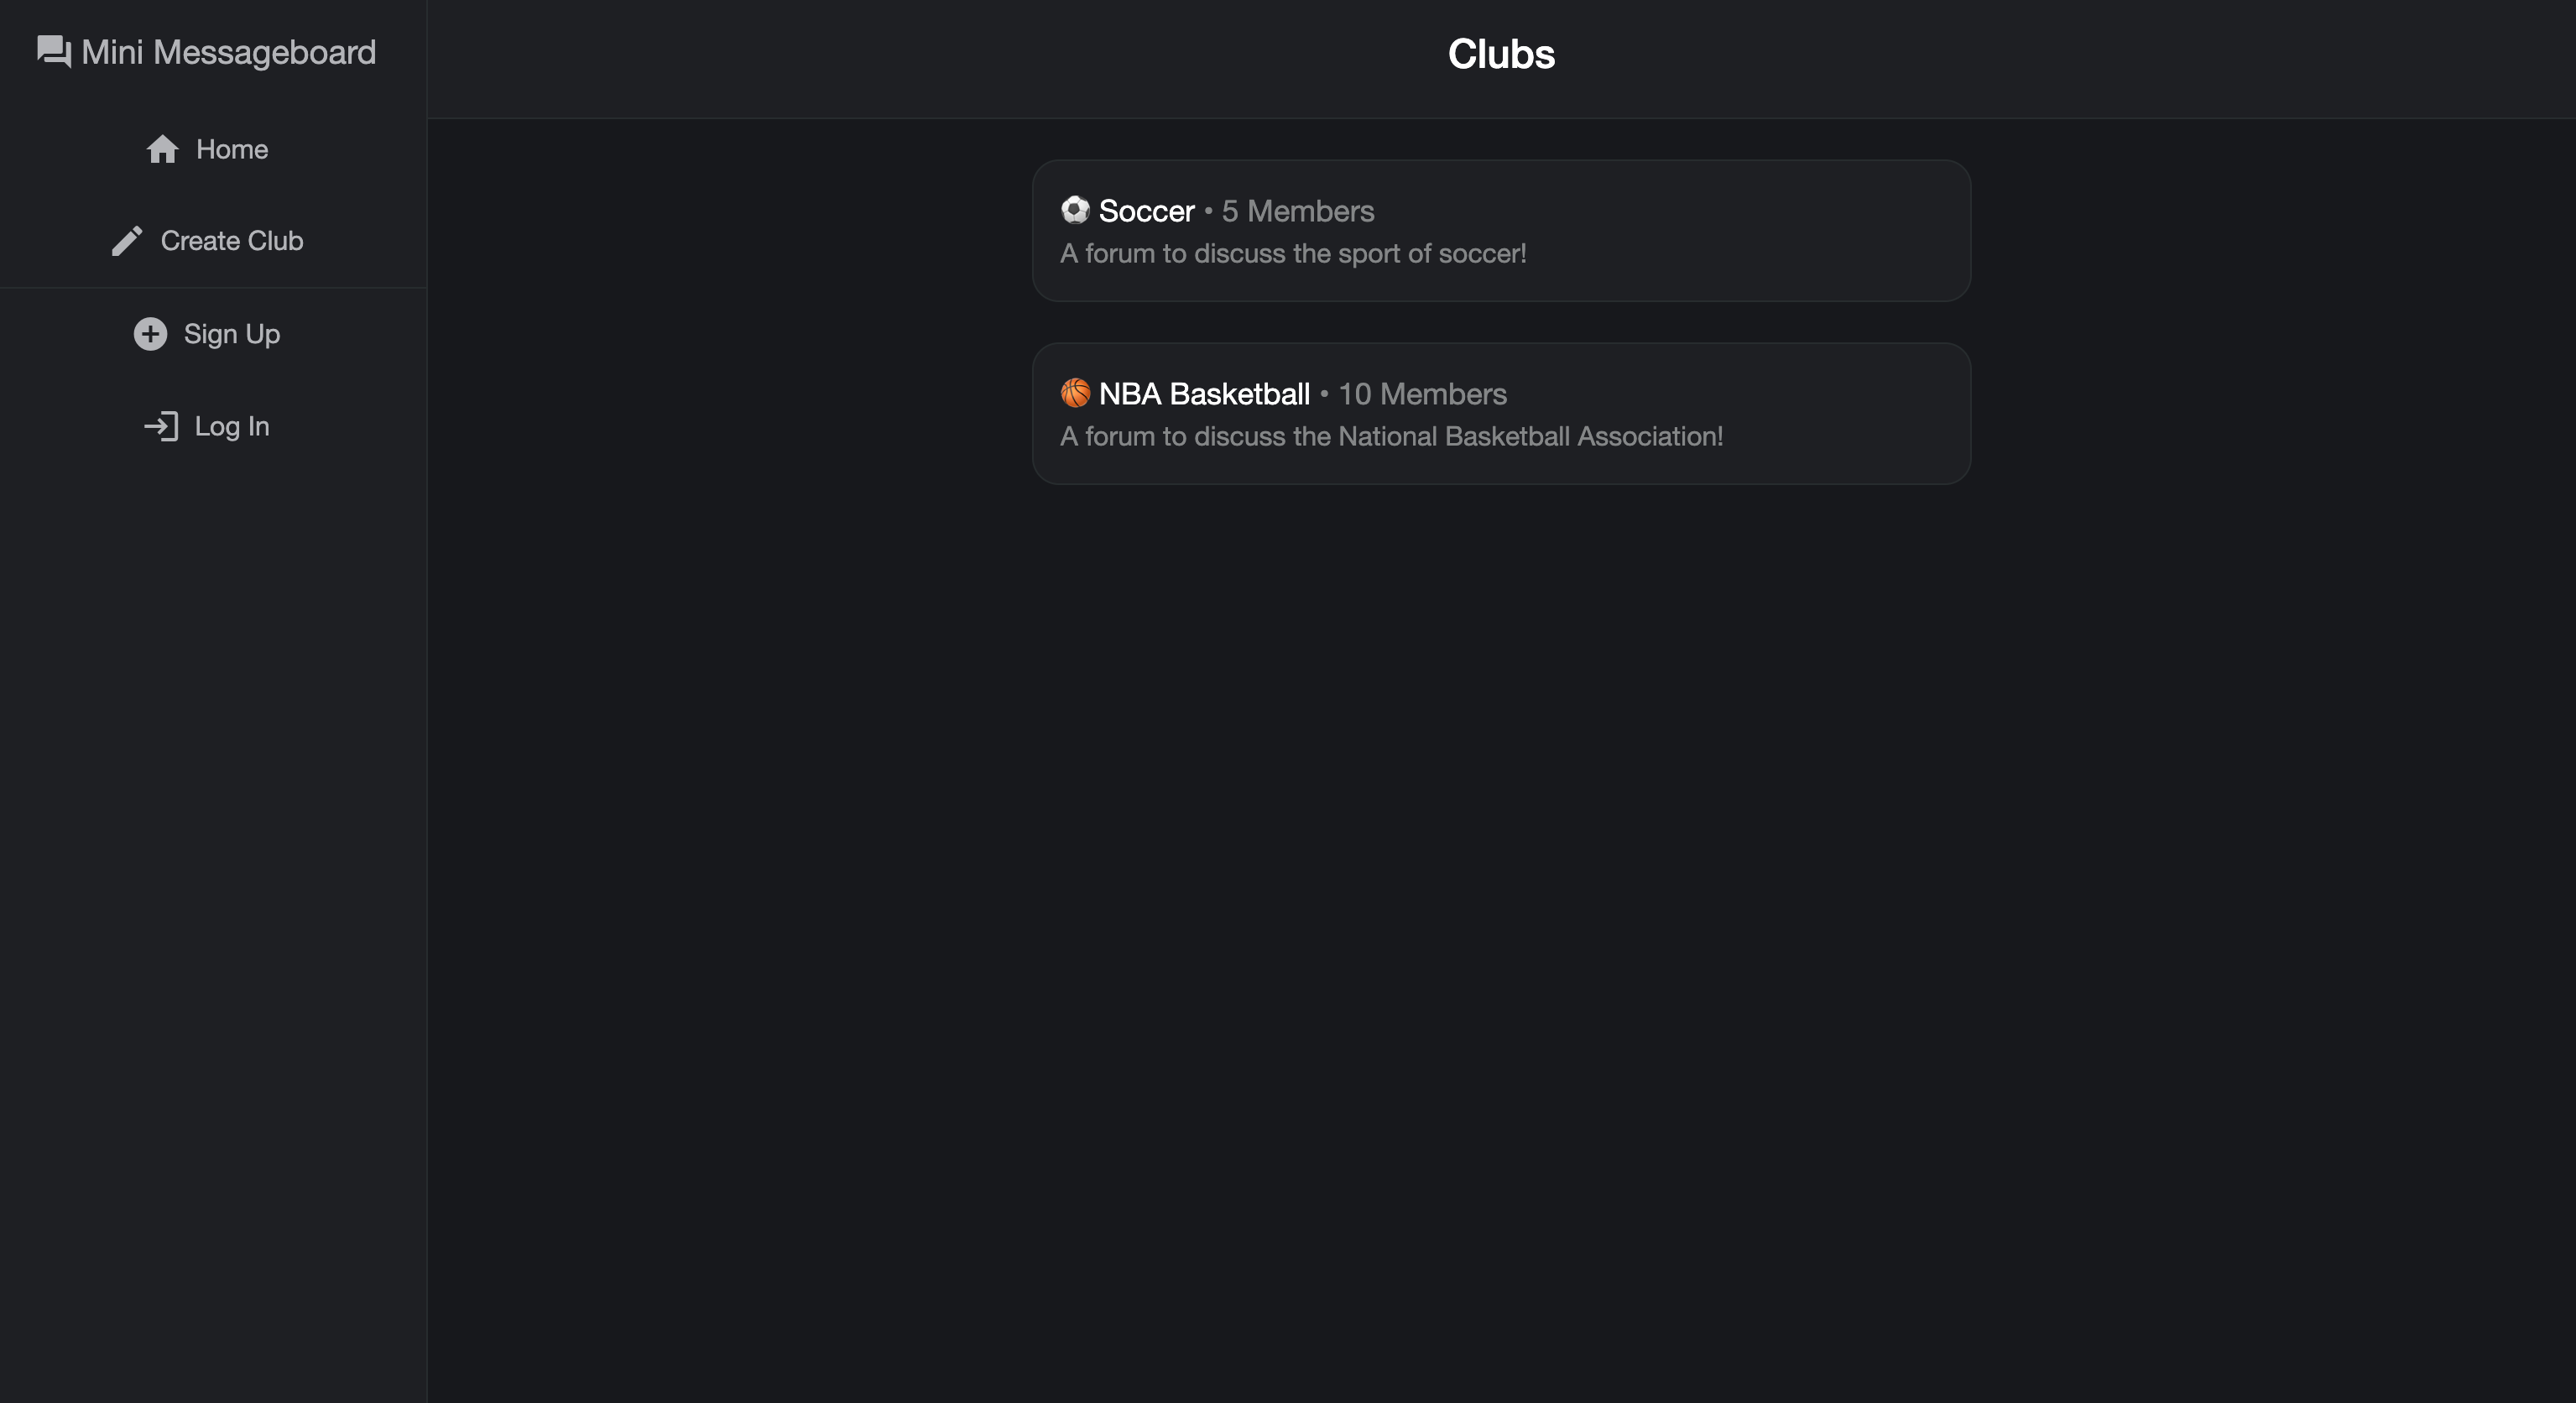 Mini Messageboard
Home
Create Club
Sign Up
Log In
Clubs
⚽ Soccer • 5 Members
A forum to discuss the sport of soccer!
🏀 NBA Basketball • 10 Members
A forum to discuss the National Basketball Association!